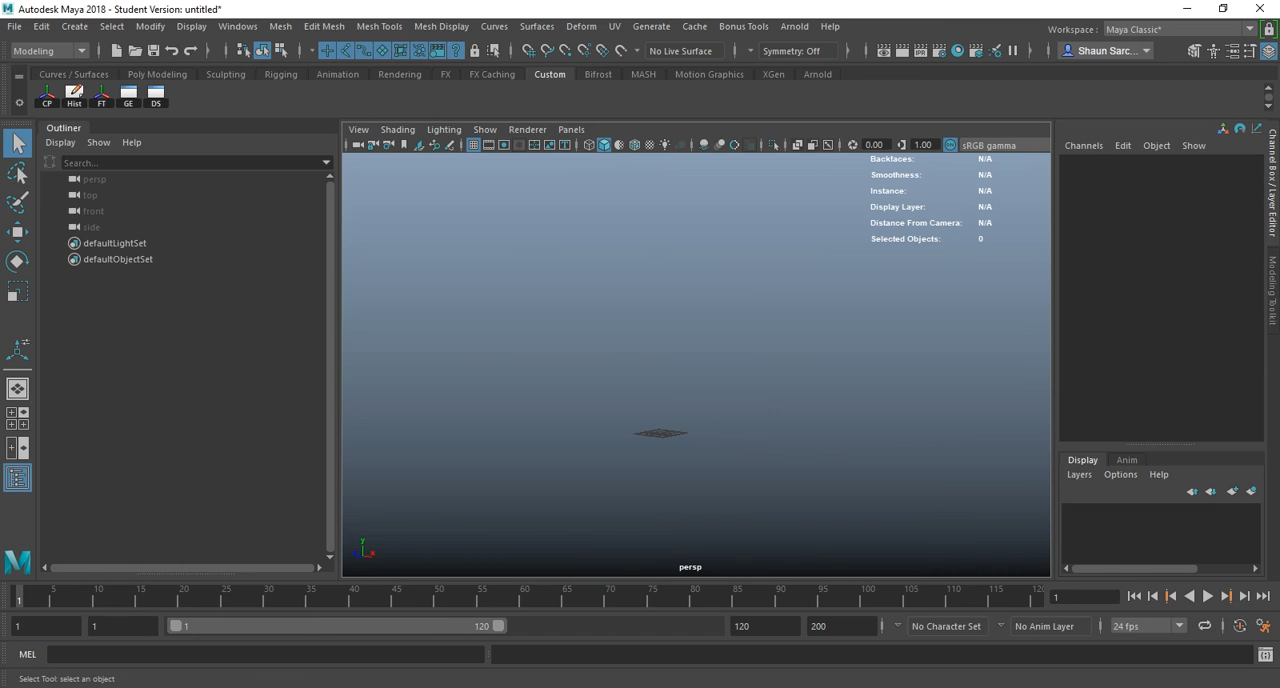 Autodesk Maya 2018 - Student Version: untitled*
File Edit Create Select Modify Display Windows Mesh Edit Mesh Mesh Tools Mesh Display Curves Surfaces Deform UV Generate Cache Bonus Tools Arnold Help Workspace: Maya Classic*
Modeling No Live Surface Symmetry: Off Shaun Sarc...
Curves / Surfaces Poly Modeling Sculpting Rigging Animation Rendering FX FX Caching Custom Bifrost MASH Motion Graphics XGen Arnold
CP Hist FT GE DS
Outliner
Display Show Help
Search...
persp
top
front
side
defaultLightSet
defaultObjectSet
View Shading Lighting Show Renderer Panels
0.00 1.00 sRGB gamma
Backfaces: N/A
Smoothness: N/A
Instance: N/A
Display Layer: N/A
Distance From Camera: N/A
Selected Objects: 0
y
x
persp
Channels Edit Object Show
Channel Box / Layer Editor
Modeling Toolkit
Display Anim
Layers Options Help
1 5 10 15 20 25 30 35 40 45 50 55 60 65 70 75 80 85 90 95 100 105 110 115 120 1
1 1 1 120 120 200 No Character Set No Anim Layer 24 fps
MEL
Select Tool: select an object